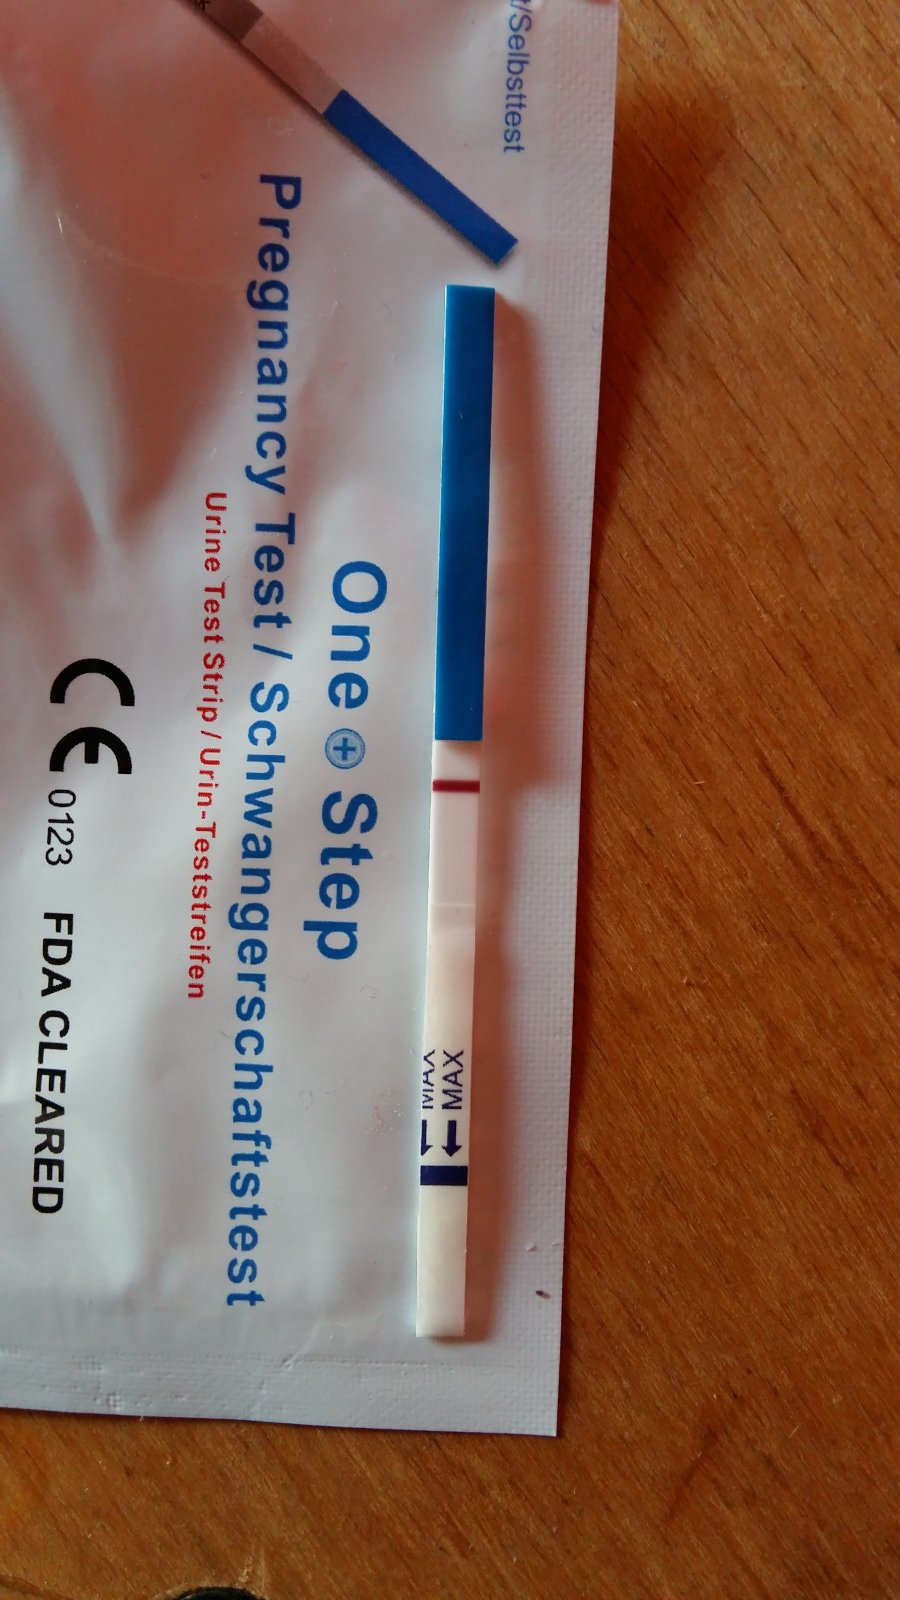 t/Selbsttest
One + Step
Pregnancy Test / Schwangerschaftstest
Urine Test Strip / Urin-Teststreifen
CE 0123 FDA CLEARED
MAX
MAX